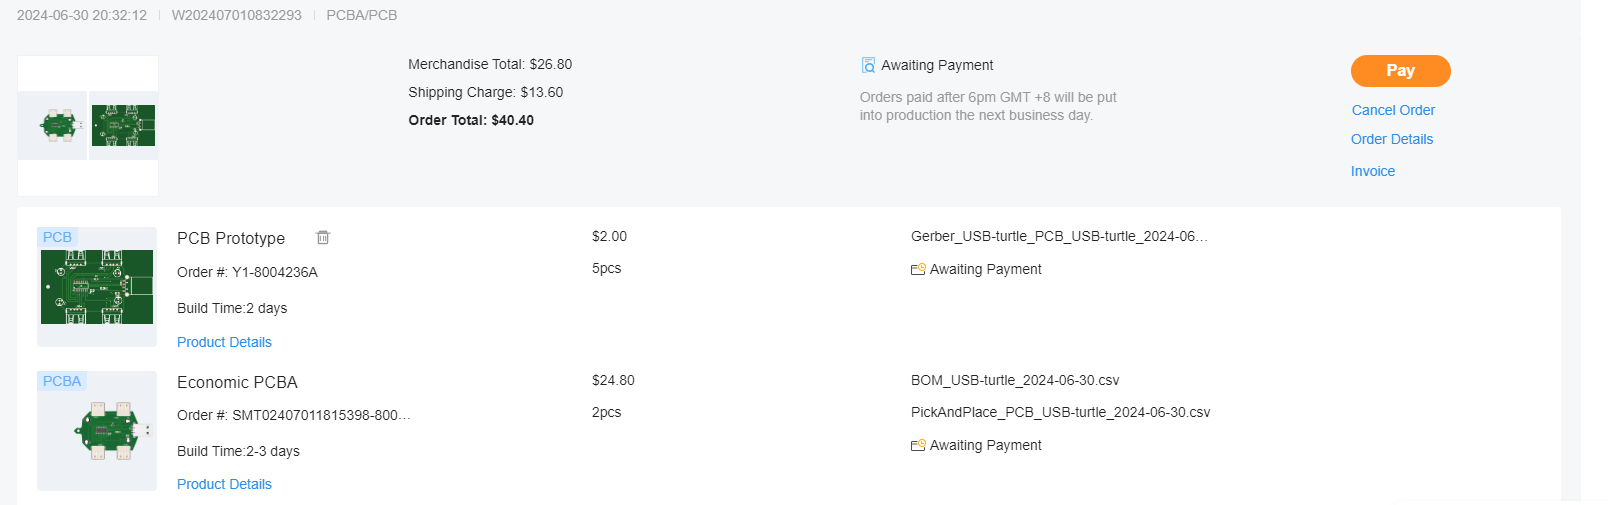 2024-06-30 20:32:12 W202407010832293 PCBA/PCB
Merchandise Total: $26.80
Shipping Charge: $13.60
Order Total: $40.40
Awaiting Payment
Orders paid after 6pm GMT +8 will be put
into production the next business day.
Pay
Cancel Order
Order Details
Invoice
PCB
PCB Prototype
Order #: Y1-8004236A
Build Time:2 days
Product Details
$2.00
5pcs
Gerber_USB-turtle_PCB_USB-turtle_2024-06…
Awaiting Payment
PCBA
Economic PCBA
Order #: SMT02407011815398-800…
Build Time:2-3 days
Product Details
$24.80
2pcs
BOM_USB-turtle_2024-06-30.csv
PickAndPlace_PCB_USB-turtle_2024-06-30.csv
Awaiting Payment